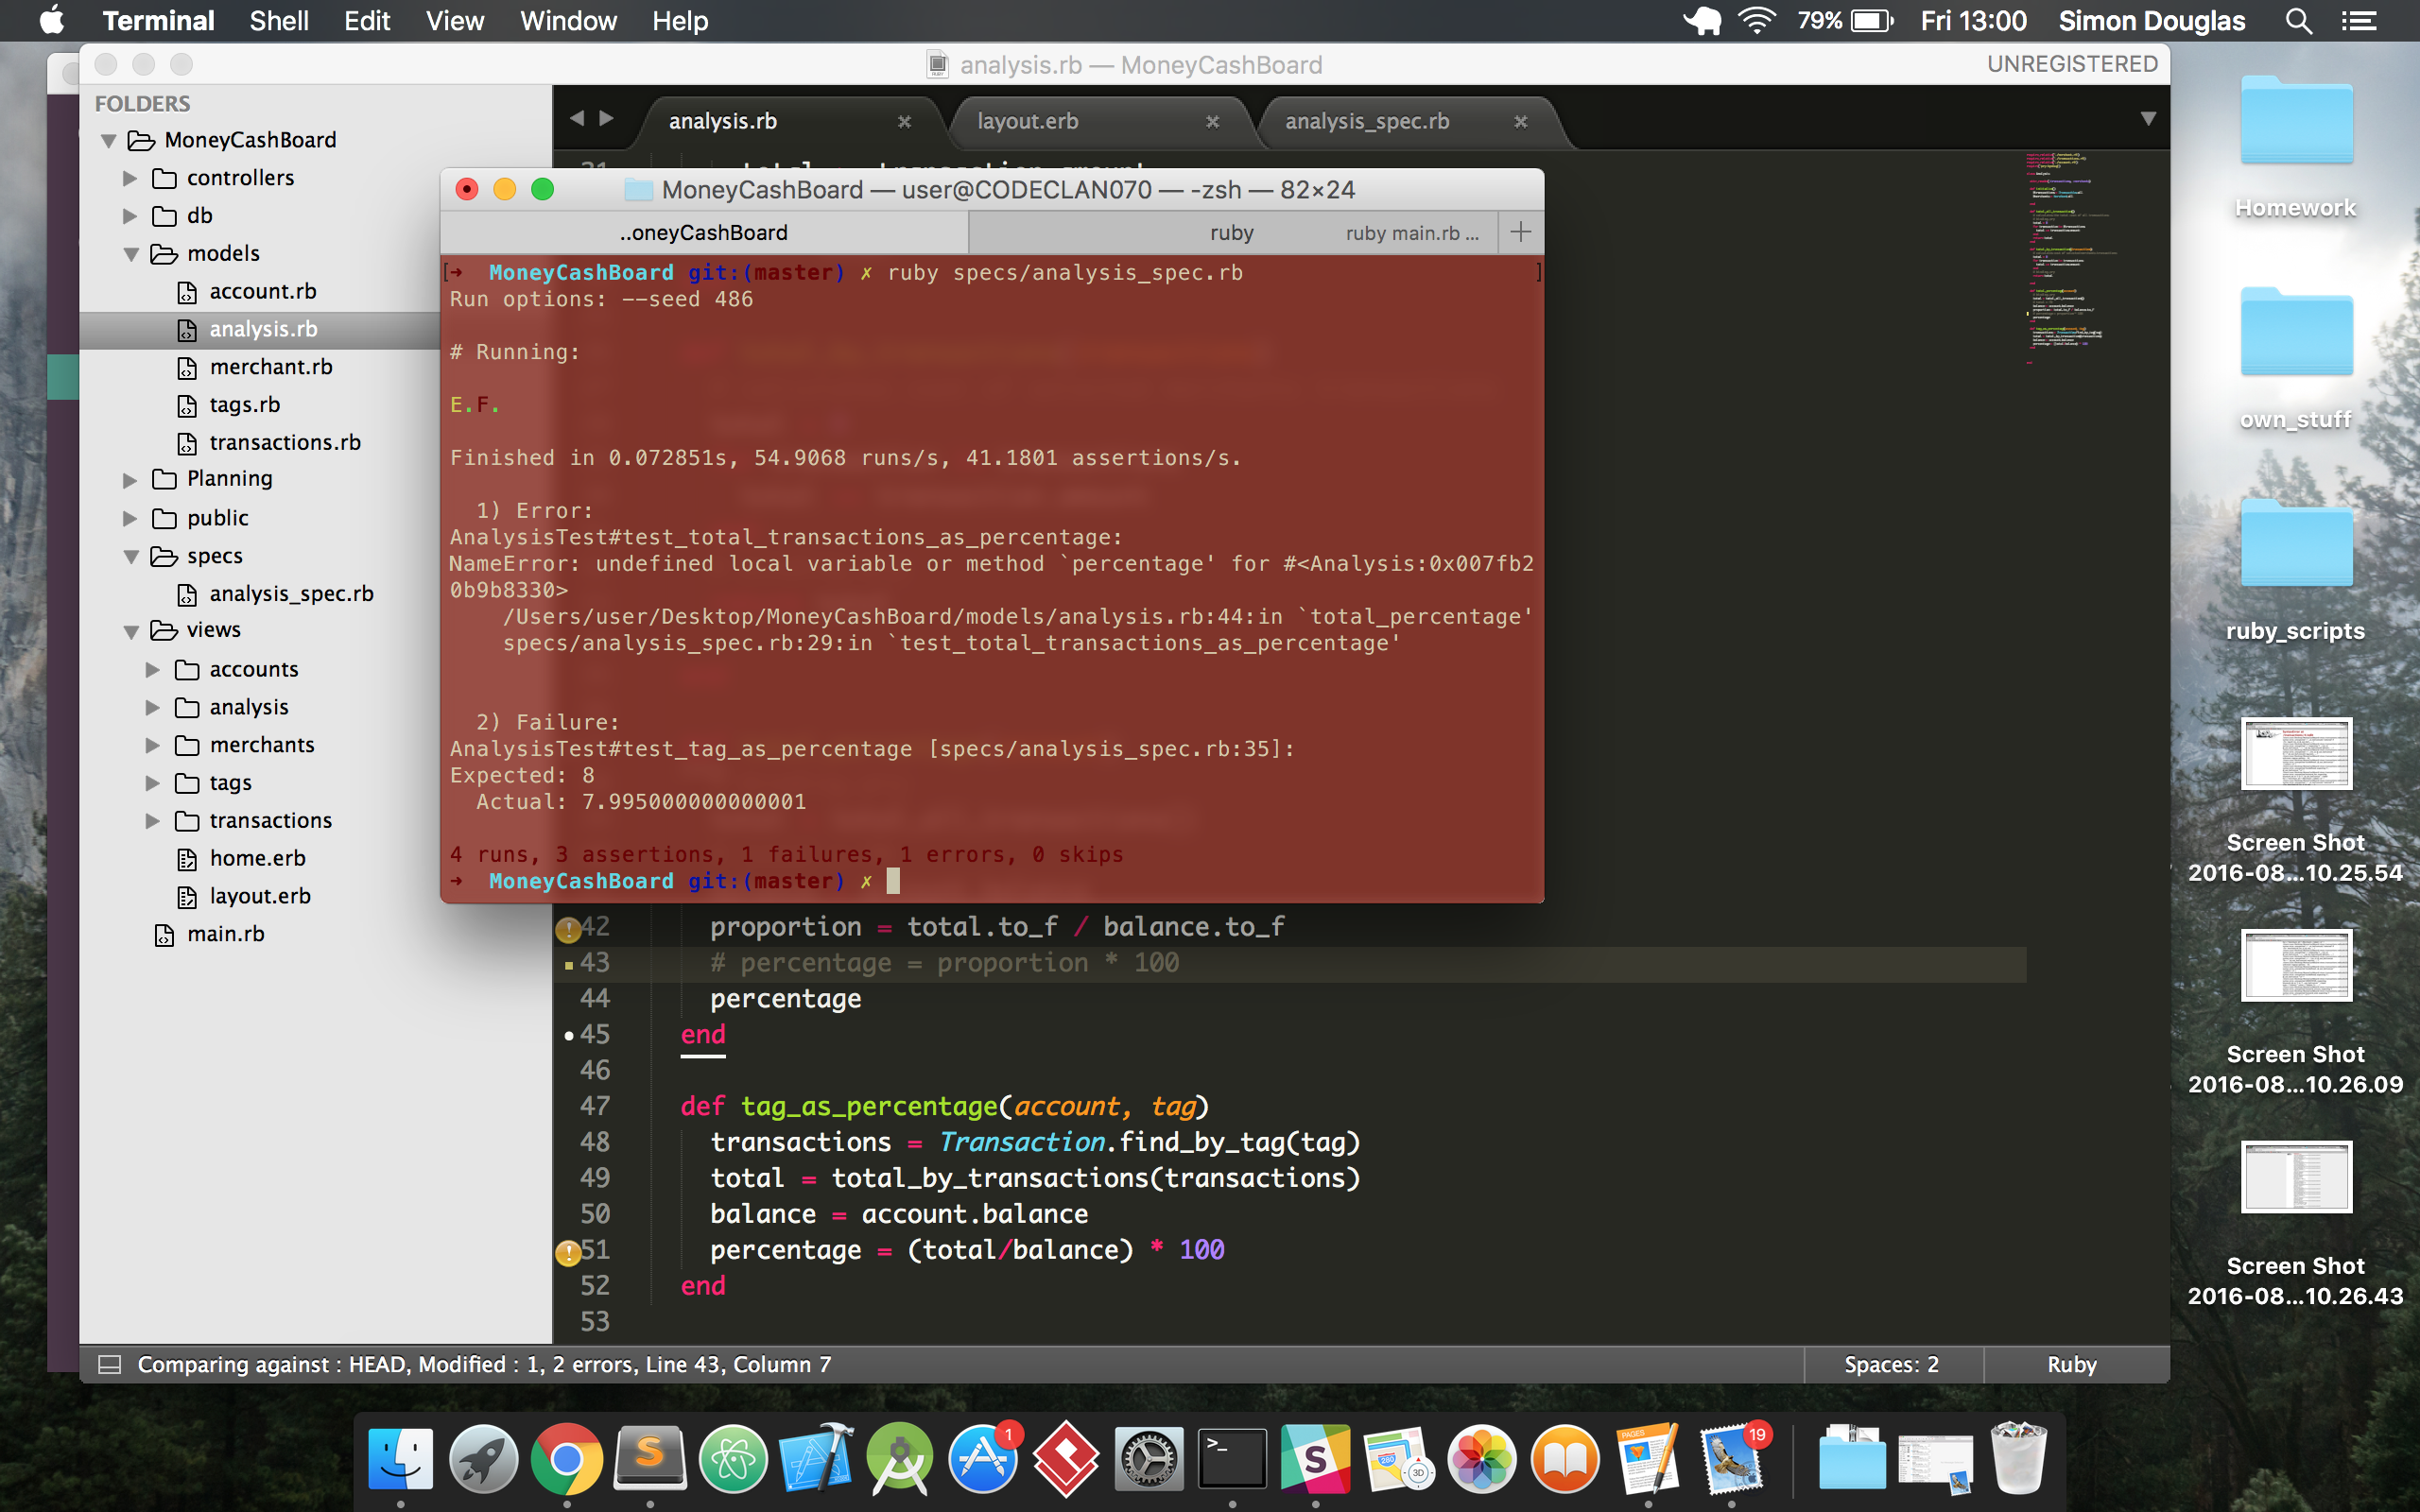 Terminal Shell Edit View Window Help 79% Fri 13:00 Simon Douglas
analysis.rb — MoneyCashBoard UNREGISTERED
FOLDERS
MoneyCashBoard
controllers
db
models
account.rb
analysis.rb
merchant.rb
tags.rb
transactions.rb
Planning
public
specs
analysis_spec.rb
views
accounts
analysis
merchants
tags
transactions
home.erb
layout.erb
main.rb
analysis.rb layout.erb analysis_spec.rb
MoneyCashBoard — user@CODECLAN070 — -zsh — 82×24
..oneyCashBoard ruby ruby main.rb ... +
[→ MoneyCashBoard git:(master) ✗ ruby specs/analysis_spec.rb ]
Run options: --seed 486
# Running:
E.F.
Finished in 0.072851s, 54.9068 runs/s, 41.1801 assertions/s.
1) Error:
AnalysisTest#test_total_transactions_as_percentage:
NameError: undefined local variable or method `percentage' for #<Analysis:0x007fb2
0b9b8330>
/Users/user/Desktop/MoneyCashBoard/models/analysis.rb:44:in `total_percentage'
specs/analysis_spec.rb:29:in `test_total_transactions_as_percentage'
2) Failure:
AnalysisTest#test_tag_as_percentage [specs/analysis_spec.rb:35]:
Expected: 8
Actual: 7.995000000000001
4 runs, 3 assertions, 1 failures, 1 errors, 0 skips
→ MoneyCashBoard git:(master) ✗
42 proportion = total.to_f / balance.to_f
43 # percentage = proportion * 100
44 percentage
45 end
46
47 def tag_as_percentage(account, tag)
48 transactions = Transaction.find_by_tag(tag)
49 total = total_by_transactions(transactions)
50 balance = account.balance
51 percentage = (total/balance) * 100
52 end
53
Comparing against : HEAD, Modified : 1, 2 errors, Line 43, Column 7 Spaces: 2 Ruby
Homework
own_stuff
ruby_scripts
Screen Shot
2016-08...10.25.54
Screen Shot
2016-08...10.26.09
Screen Shot
2016-08...10.26.43
1
PAGES
19
280
3D